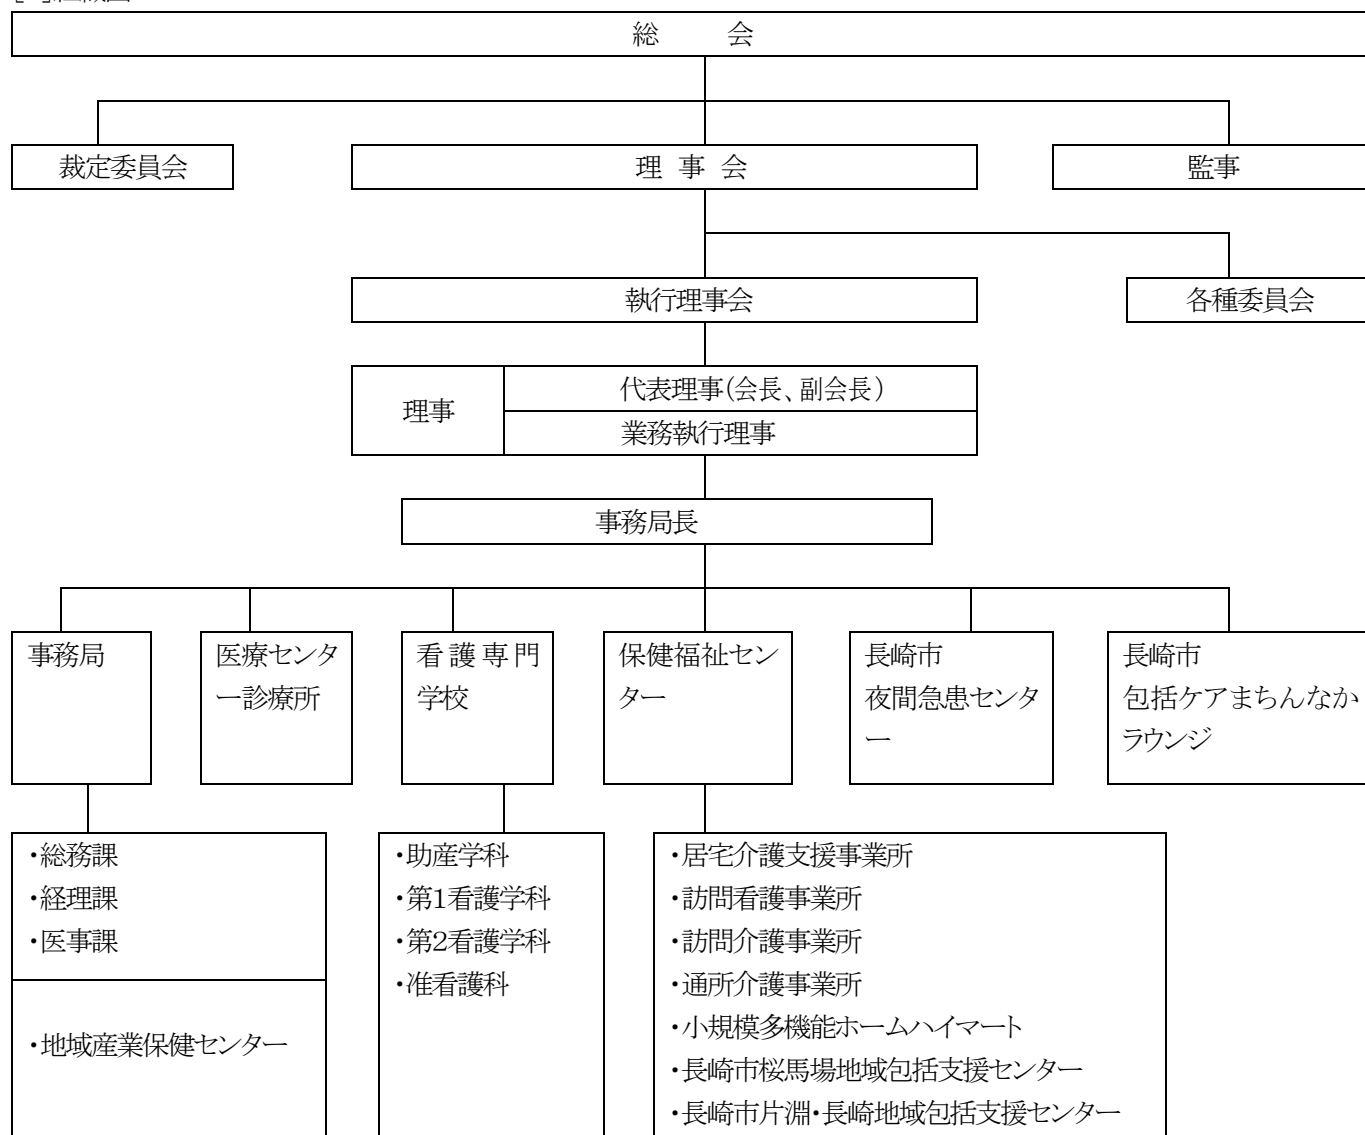 総 会
裁定委員会
理 事 会
監事
執行理事会
各種委員会
理事
代表理事(会長、副会長)
業務執行理事
事務局長
事務局
医療センタ
ー診療所
看護専門
学校
保健福祉セン
ター
長崎市
夜間急患センタ
ー
長崎市
包括ケアまちんなか
ラウンジ
・総務課
・経理課
・医事課
・地域産業保健センター
・助産学科
・第1看護学科
・第2看護学科
・准看護科
・居宅介護支援事業所
・訪問看護事業所
・訪問介護事業所
・通所介護事業所
・小規模多機能ホームハイマート
・長崎市桜馬場地域包括支援センター
・長崎市片淵・長崎地域包括支援センター